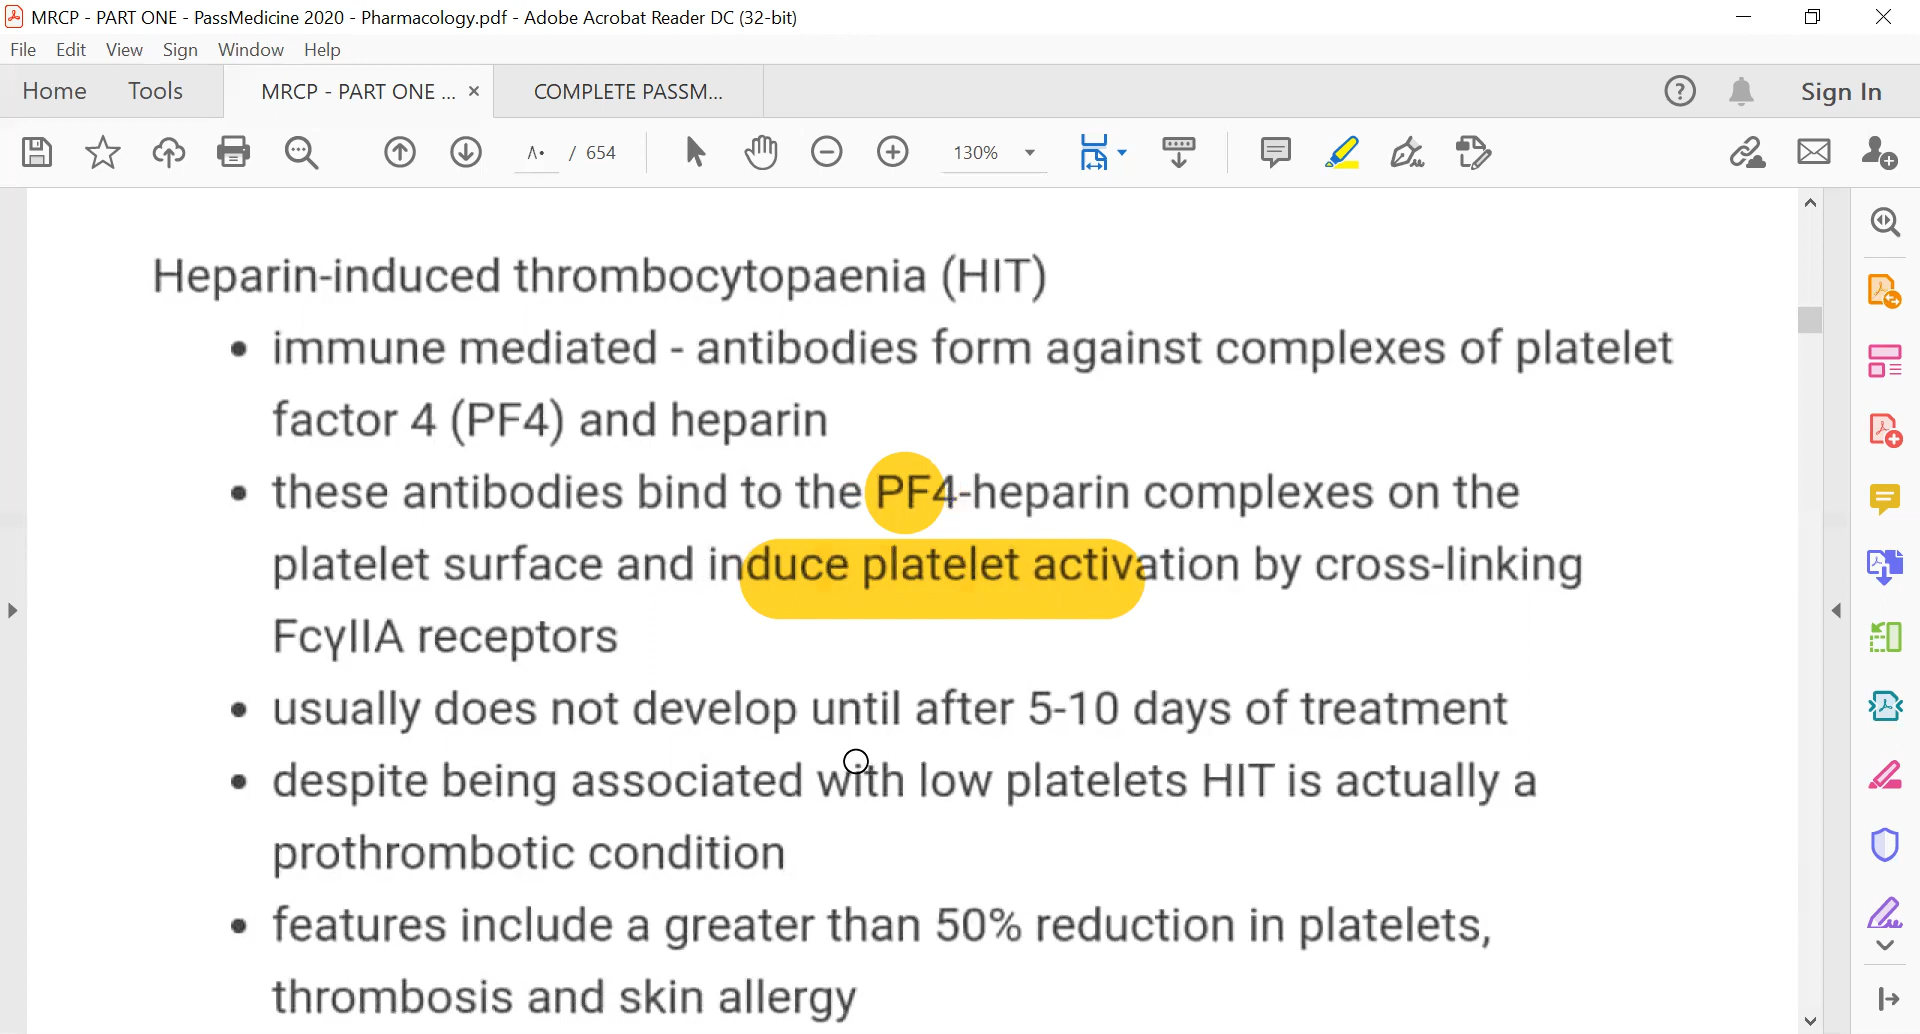 MRCP - PART ONE - PassMedicine 2020 - Pharmacology.pdf - Adobe Acrobat Reader DC (32-bit)
File Edit View Sign Window Help
Home Tools MRCP - PART ONE ... × COMPLETE PASSM... Sign In
٨٠ / 654 130%
Heparin-induced thrombocytopaenia (HIT)
• immune mediated - antibodies form against complexes of platelet
factor 4 (PF4) and heparin
• these antibodies bind to the PF4-heparin complexes on the
platelet surface and induce platelet activation by cross-linking
FcγIIA receptors
• usually does not develop until after 5-10 days of treatment
• despite being associated with low platelets HIT is actually a
prothrombotic condition
• features include a greater than 50% reduction in platelets,
thrombosis and skin allergy